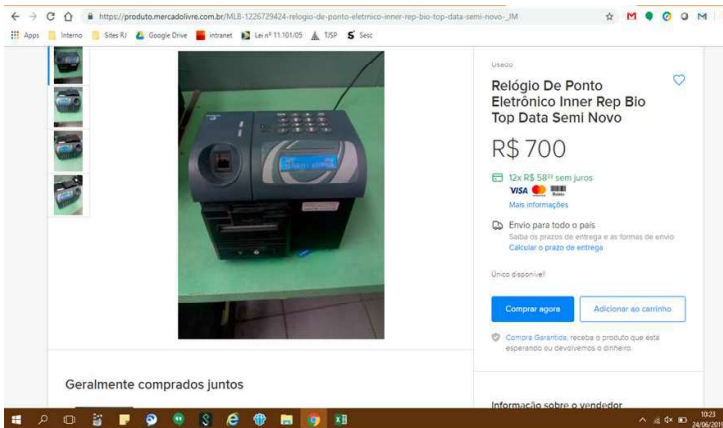 https://produto.mercadolivre.com.br/MLB-1226729424-relogio-de-ponto-eletrnico-inner-rep-bio-top-data-semi-novo-_JM
Apps Interno Sites RJ Google Drive intranet Lei nº 11.101/05 TJSP Sesc
Usado
Relógio De Ponto
Eletrônico Inner Rep Bio
Top Data Semi Novo
R$ 700
12x R$ 58³³ sem juros
VISA
Mais informações
Envio para todo o país
Saiba os prazos de entrega e as formas de envio
Calcular o prazo de entrega
Único disponível!
Comprar agora Adicionar ao carrinho
Compra Garantida, receba o produto que está
esperando ou devolvemos o dinheiro.
Geralmente comprados juntos
Informação sobre o vendedor
10:23
24/06/201